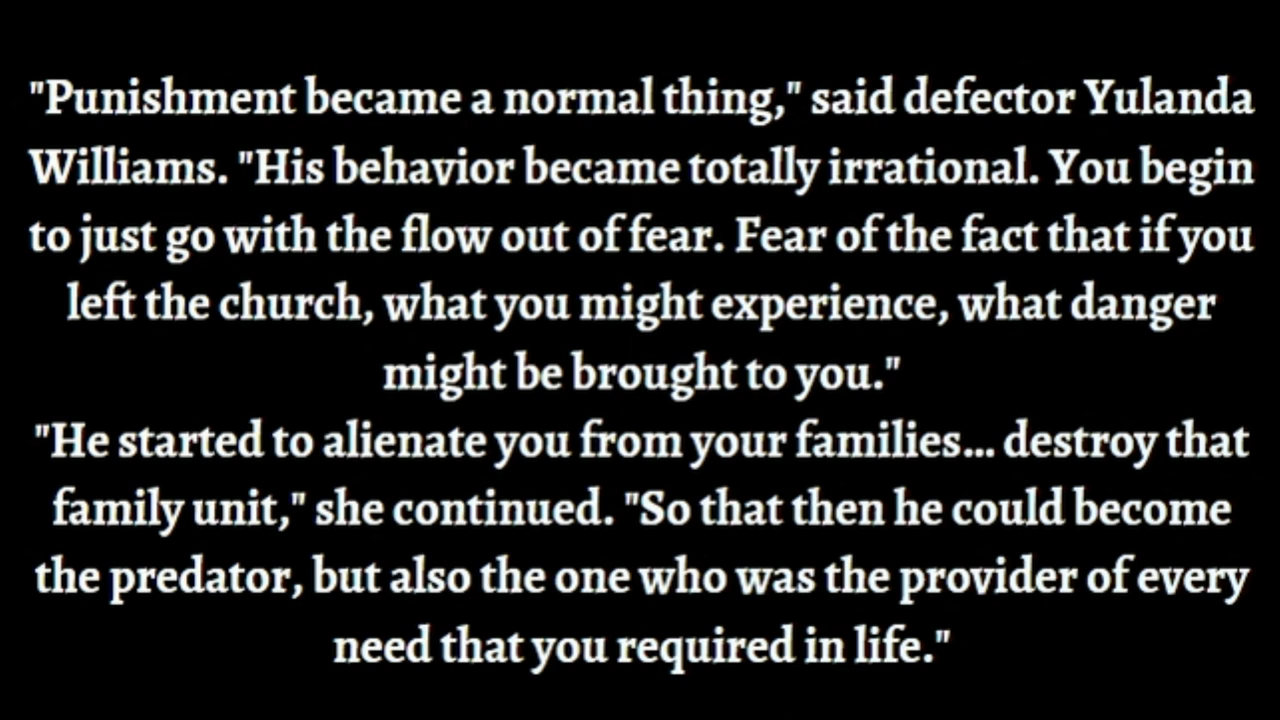 "Punishment became a normal thing," said defector Yulanda
Williams. "His behavior became totally irrational. You begin
to just go with the flow out of fear. Fear of the fact that if you
left the church, what you might experience, what danger
might be brought to you."
"He started to alienate you from your families... destroy that
family unit," she continued. "So that then he could become
the predator, but also the one who was the provider of every
need that you required in life."